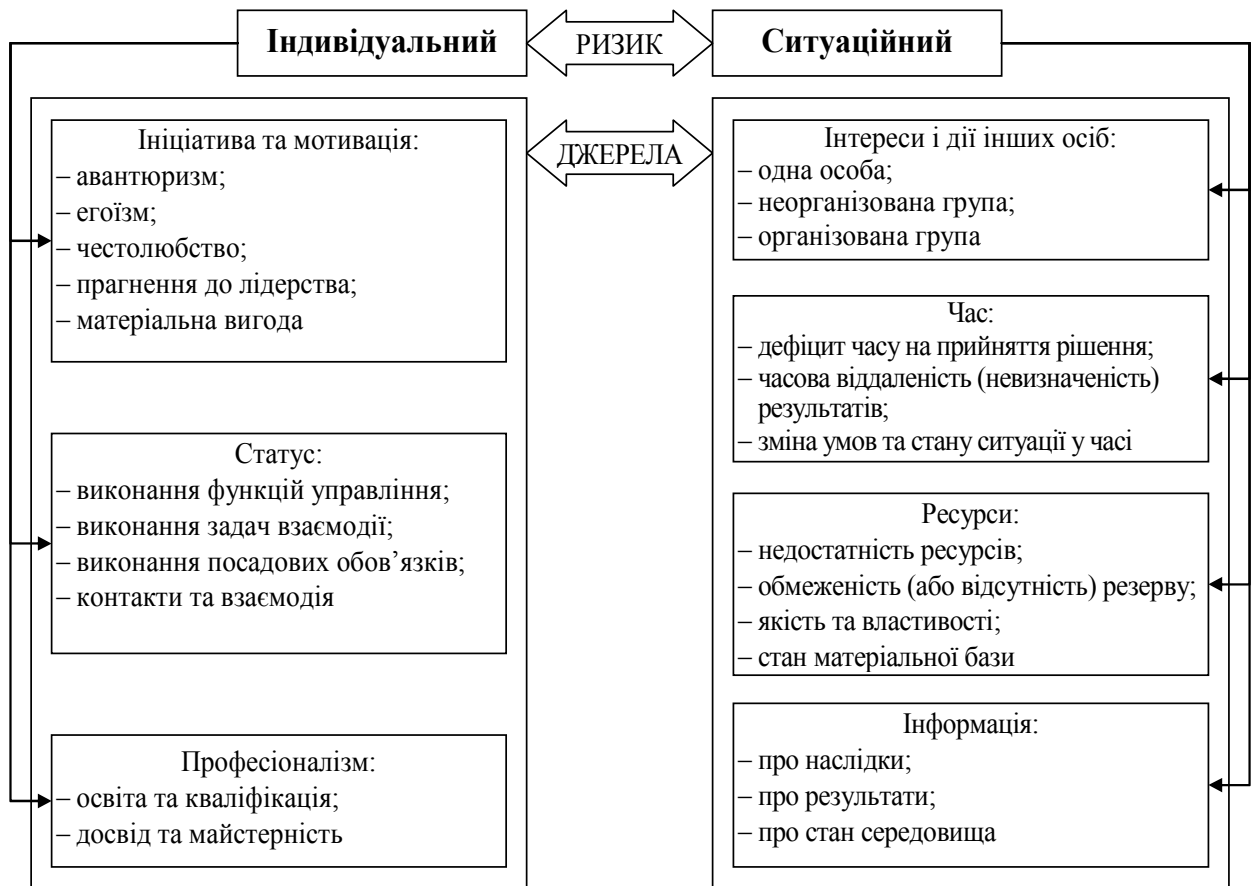 Індивідуальний
РИЗИК
Ситуаційний
ДЖЕРЕЛА
Ініціатива та мотивація:
– авантюризм;
– егоїзм;
– честолюбство;
– прагнення до лідерства;
– матеріальна вигода
Статус:
– виконання функцій управління;
– виконання задач взаємодії;
– виконання посадових обов’язків;
– контакти та взаємодія
Професіоналізм:
– освіта та кваліфікація;
– досвід та майстерність
Інтереси і дії інших осіб:
– одна особа;
– неорганізована група;
– організована група
Час:
– дефіцит часу на прийняття рішення;
– часова віддаленість (невизначеність)
результатів;
– зміна умов та стану ситуації у часі
Ресурси:
– недостатність ресурсів;
– обмеженість (або відсутність) резерву;
– якість та властивості;
– стан матеріальної бази
Інформація:
– про наслідки;
– про результати;
– про стан середовища